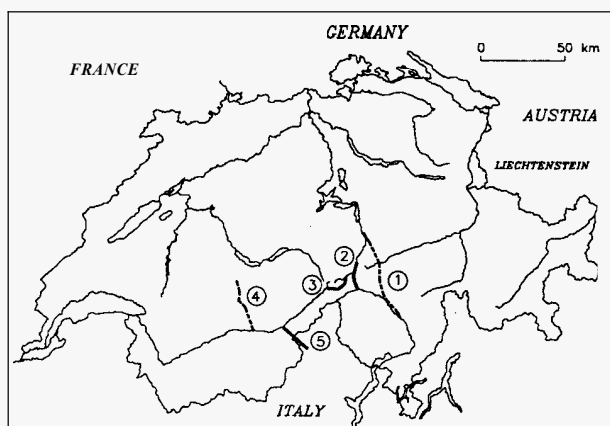 GERMANY
0 50 km
FRANCE
AUSTRIA
LIECHTENSTEIN
2
3
1
4
5
ITALY